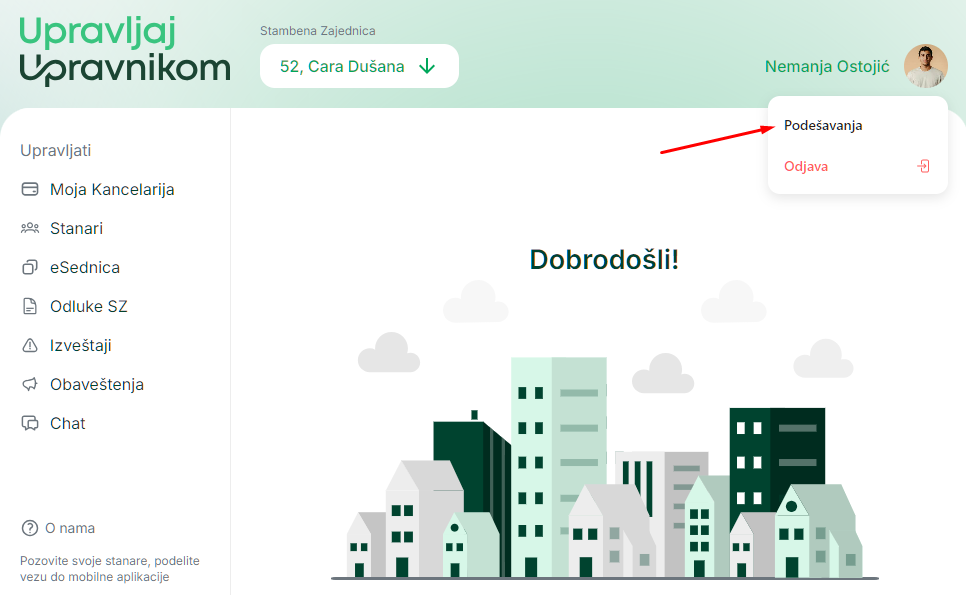 Upravljaj
Upravnikom
Stambena Zajednica
52, Cara Dušana
Nemanja Ostojić
Podešavanja
Odjava
Upravljati
Moja Kancelarija
Stanari
eSednica
Odluke SZ
Izveštaji
Obaveštenja
Chat
Dobrodošli!
O nama
Pozovite svoje stanare, podelite
vezu do mobilne aplikacije